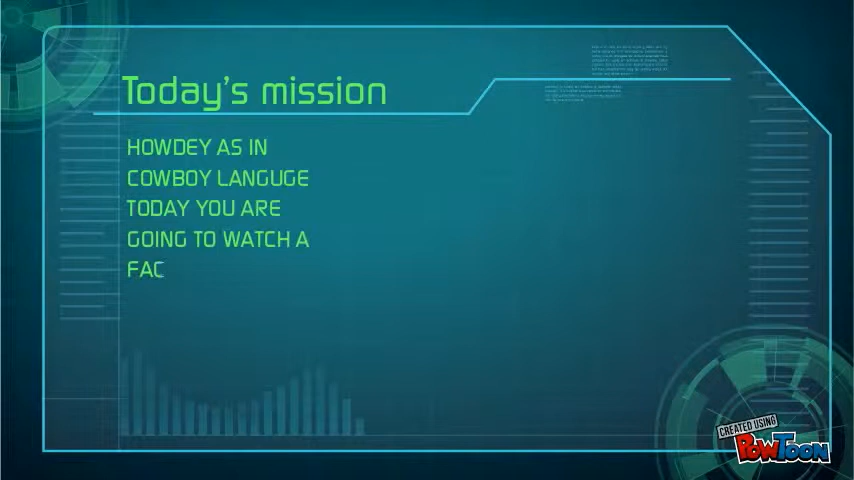 Today's mission
HOWDEY AS IN
COWBOY LANGUGE
TODAY YOU ARE
GOING TO WATCH A
FAC
CREATED USING
POWTOON